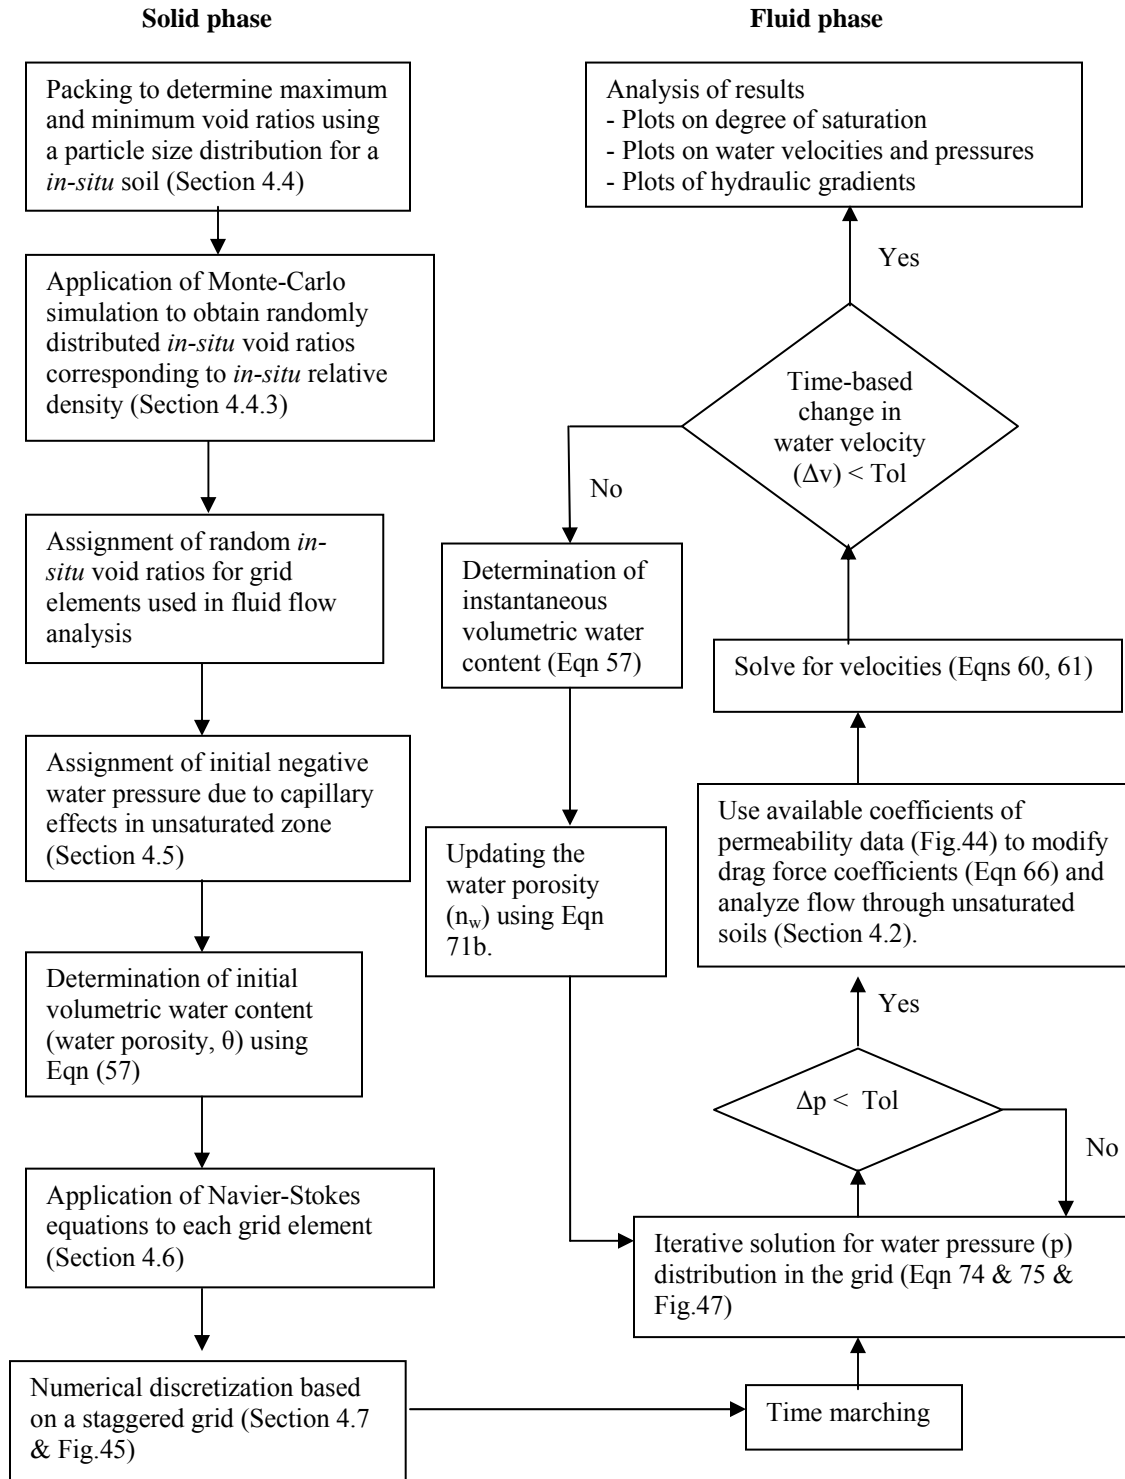 Solid phase
Packing to determine maximum
and minimum void ratios using
a particle size distribution for a
in-situ soil (Section 4.4)
Application of Monte-Carlo
simulation to obtain randomly
distributed in-situ void ratios
corresponding to in-situ relative
density (Section 4.4.3)
Assignment of random in-
situ void ratios for grid
elements used in fluid flow
analysis
Assignment of initial negative
water pressure due to capillary
effects in unsaturated zone
(Section 4.5)
Determination of initial
volumetric water content
(water porosity, θ) using
Eqn (57)
Application of Navier-Stokes
equations to each grid element
(Section 4.6)
Numerical discretization based
on a staggered grid (Section 4.7
& Fig.45)
Fluid phase
Analysis of results
- Plots on degree of saturation
- Plots on water velocities and pressures
- Plots of hydraulic gradients
Yes
Time-based
change in
water velocity
(Δv) < Tol
No
Determination of
instantaneous
volumetric water
content (Eqn 57)
Updating the
water porosity
(nw) using Eqn
71b.
Solve for velocities (Eqns 60, 61)
Use available coefficients of
permeability data (Fig.44) to modify
drag force coefficients (Eqn 66) and
analyze flow through unsaturated
soils (Section 4.2).
Yes
Δp < Tol
No
Iterative solution for water pressure (p)
distribution in the grid (Eqn 74 & 75 &
Fig.47)
Time marching